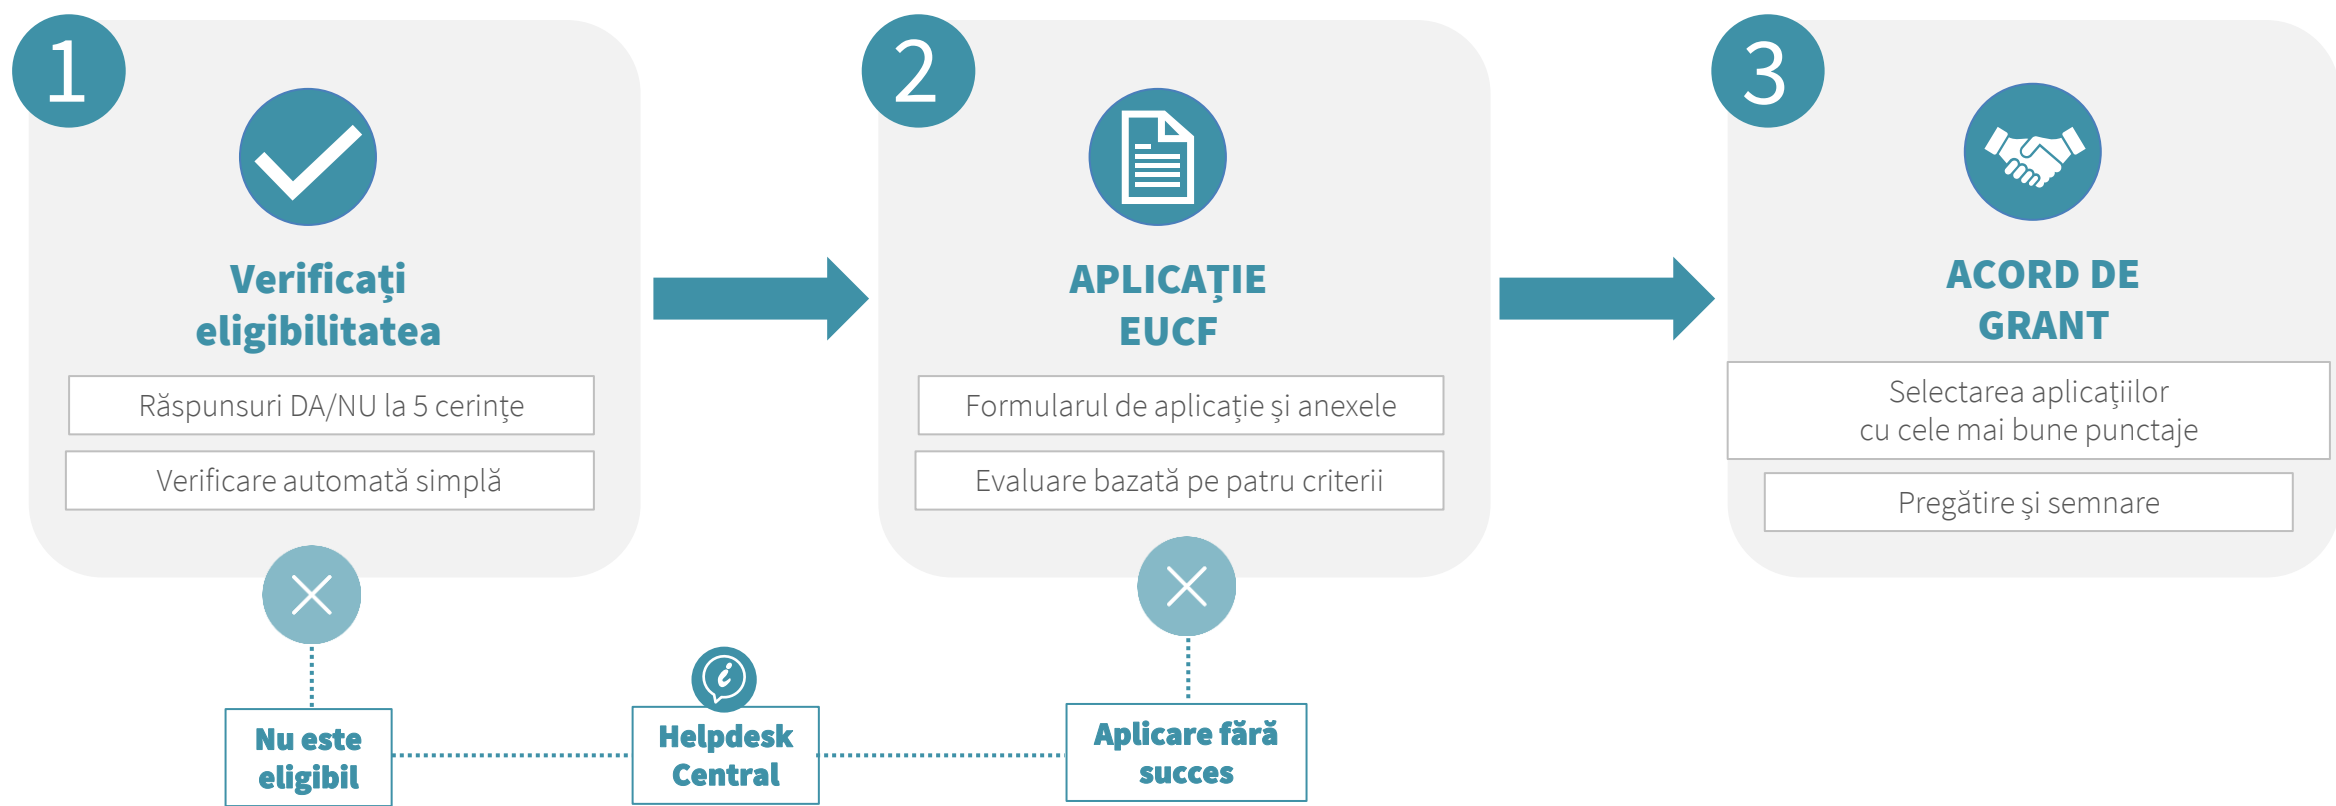 1
Verificați
eligibilitatea
Răspunsuri DA/NU la 5 cerințe
Verificare automată simplă
2
APLICAȚIE
EUCF
Formularul de aplicație și anexele
Evaluare bazată pe patru criterii
3
ACORD DE
GRANT
Selectarea aplicațiilor
cu cele mai bune punctaje
Pregătire și semnare
Nu este
eligibil
i
Helpdesk
Central
Aplicare fără
succes